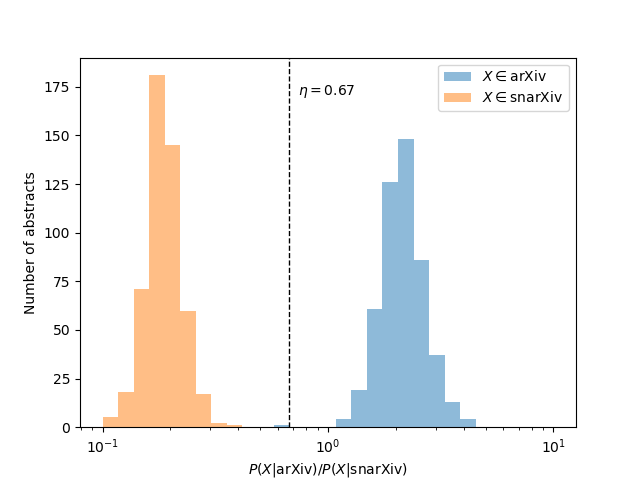 175
150
125
100
75
50
25
0
Number of abstracts
η = 0.67
X ∈ arXiv
X ∈ snarXiv
10⁻¹
10⁰
10¹
P(X|arXiv)/P(X|snarXiv)